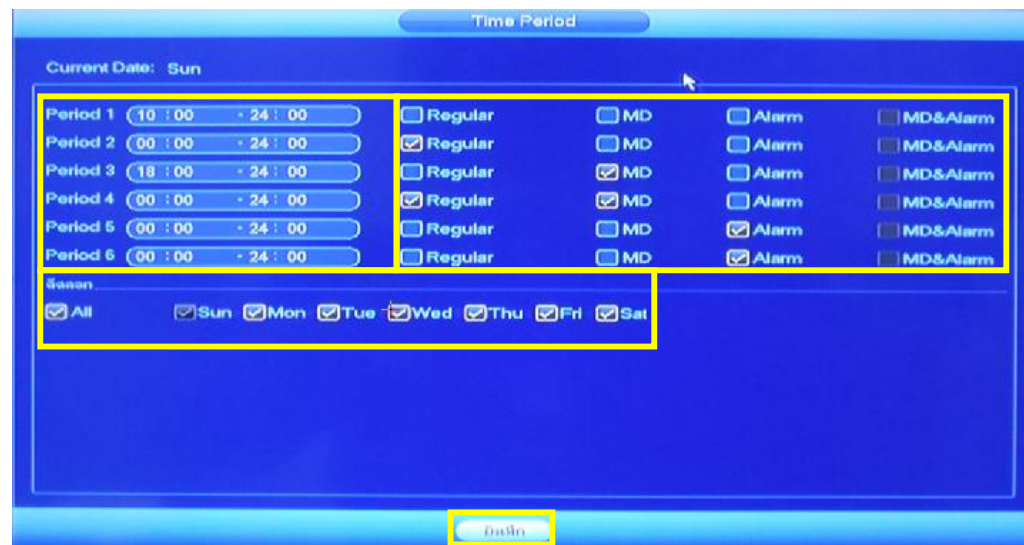 Time Period
Current Date: Sun
Period 1 10 : 00 - 24 : 00 Regular MD Alarm MD&Alarm
Period 2 00 : 00 - 24 : 00 Regular MD Alarm MD&Alarm
Period 3 18 : 00 - 24 : 00 Regular MD Alarm MD&Alarm
Period 4 00 : 00 - 24 : 00 Regular MD Alarm MD&Alarm
Period 5 00 : 00 - 24 : 00 Regular MD Alarm MD&Alarm
Period 6 00 : 00 - 24 : 00 Regular MD Alarm MD&Alarm
All Sun Mon Tue Wed Thu Fri Sat
บันทึก